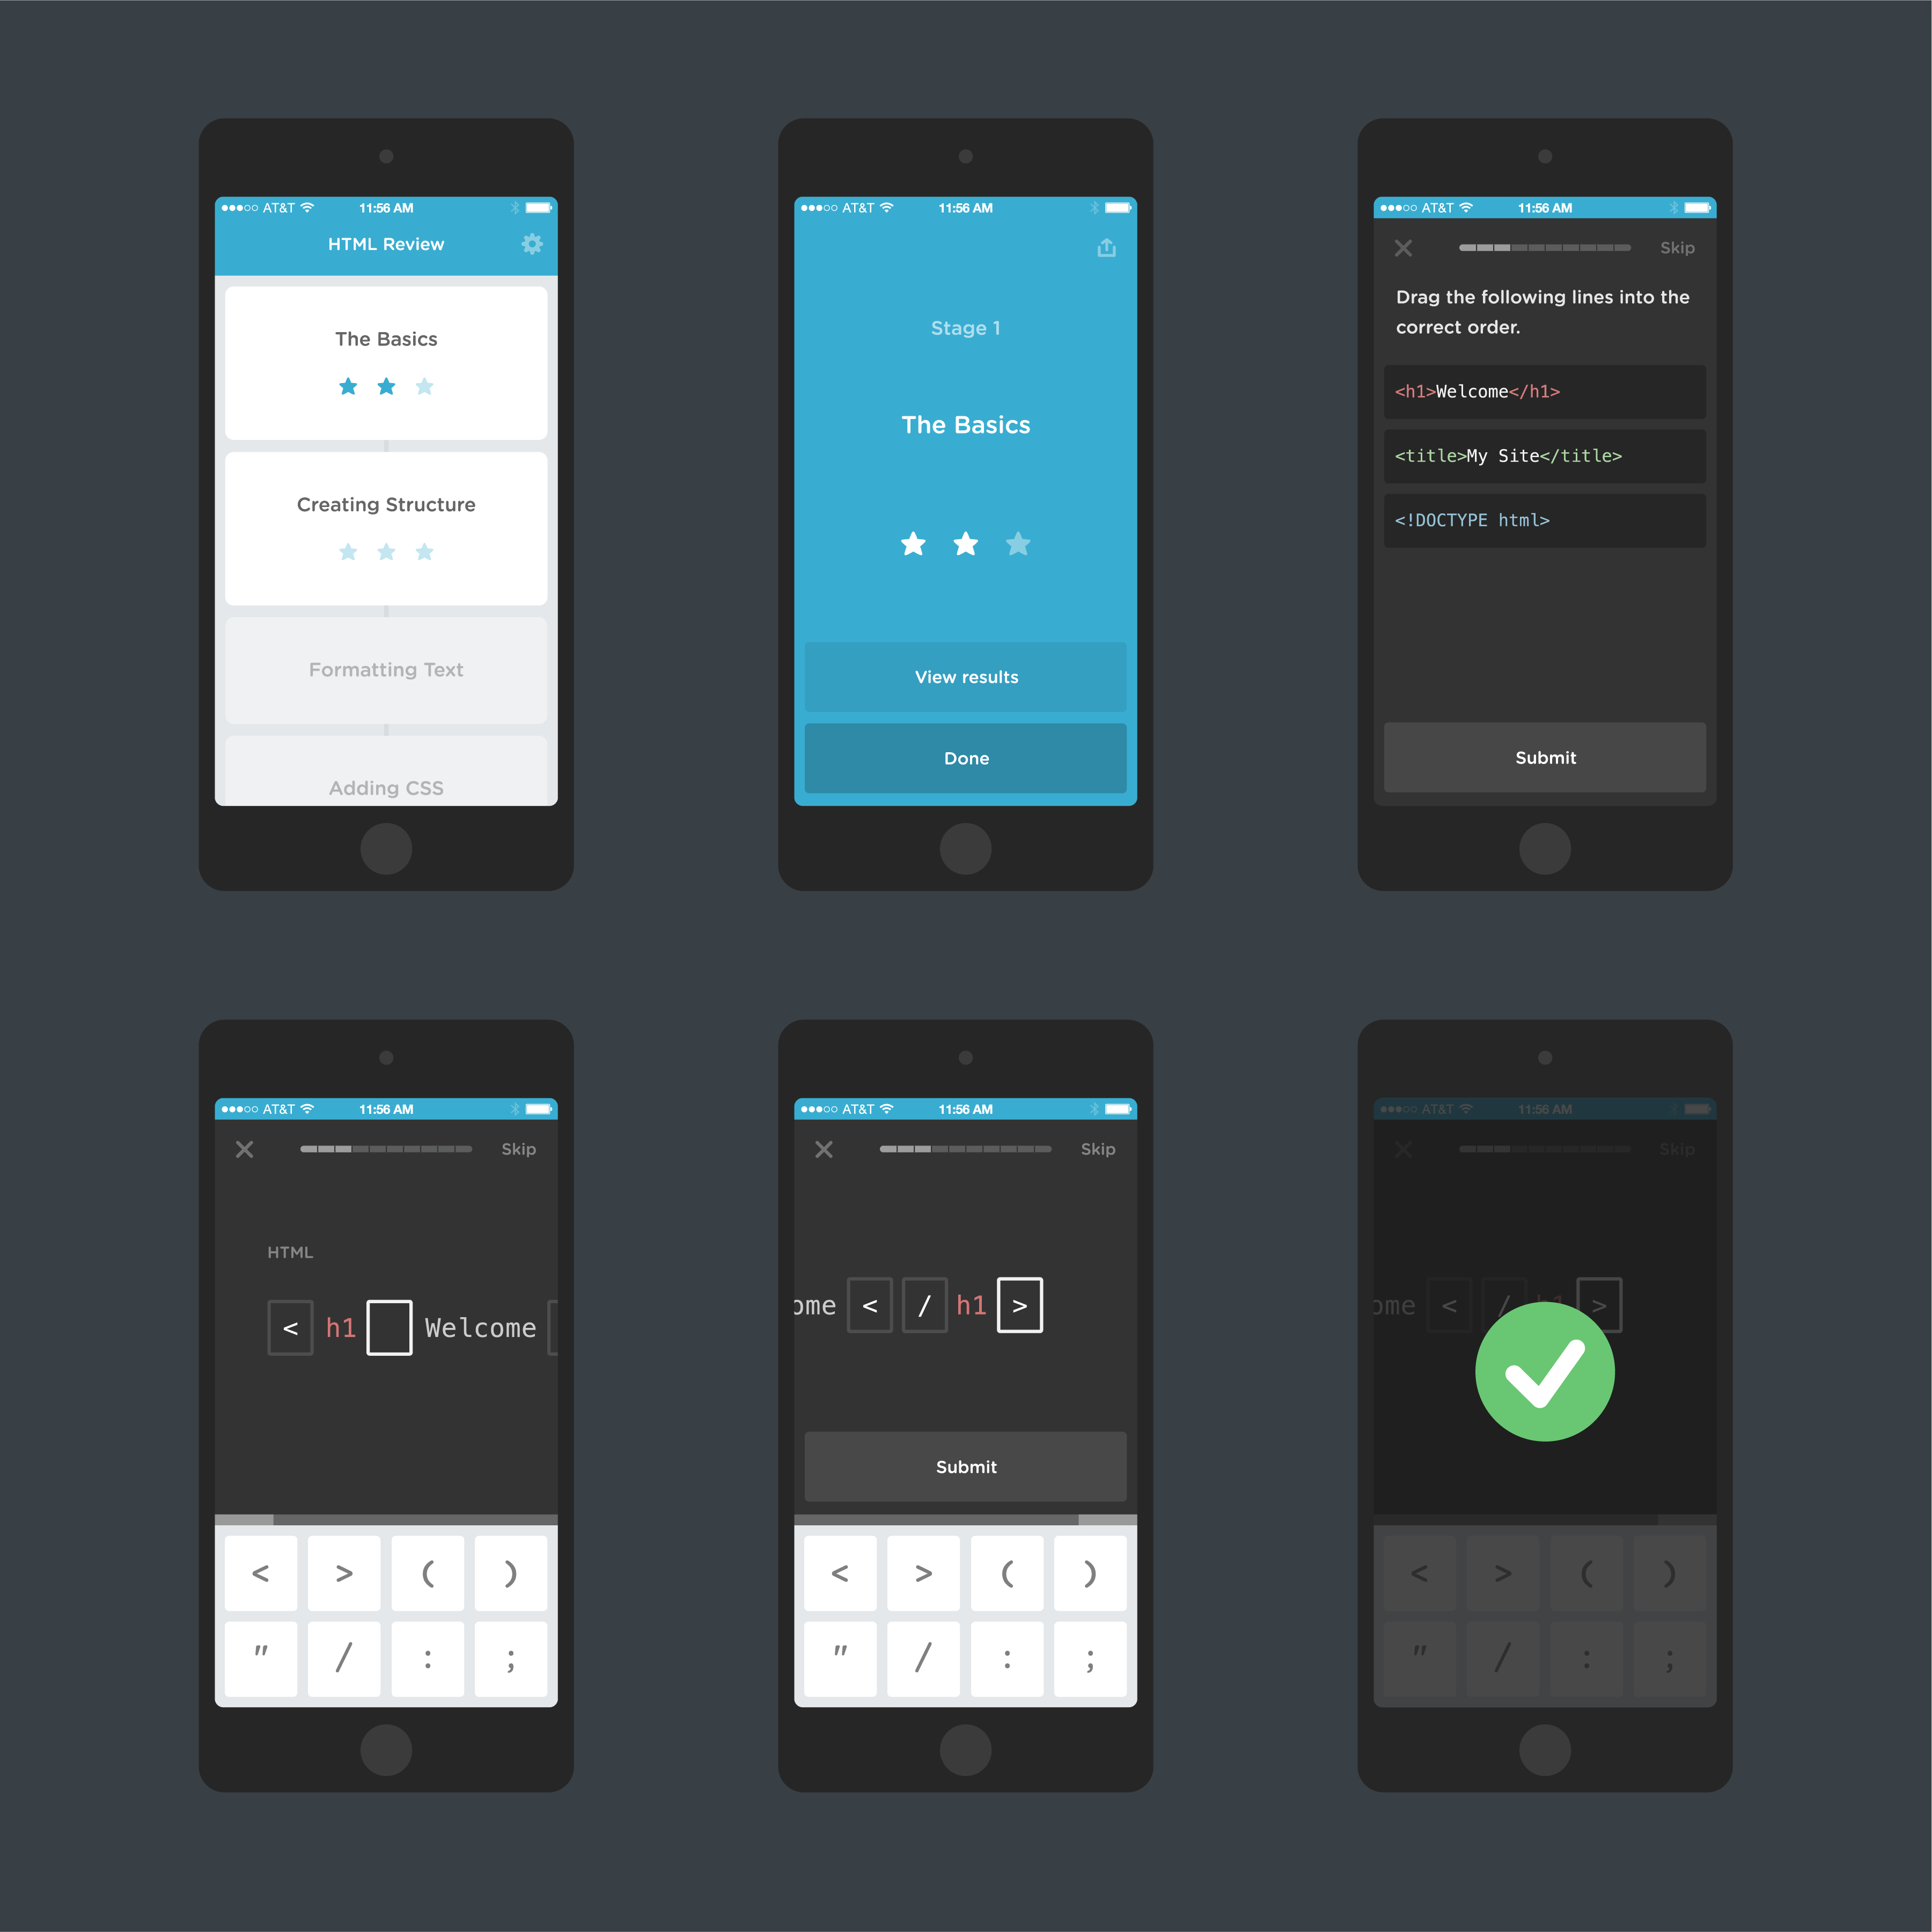 AT&T 11:56 AM
HTML Review
The Basics
Creating Structure
Formatting Text
Adding CSS
AT&T 11:56 AM
Stage 1
The Basics
View results
Done
AT&T 11:56 AM
Skip
Drag the following lines into the
correct order.
<h1>Welcome</h1>
<title>My Site</title>
<!DOCTYPE html>
Submit
AT&T 11:56 AM
Skip
HTML
< h1 Welcome
< > ( )
" / : ;
AT&T 11:56 AM
Skip
ome < / h1 >
Submit
< > ( )
" / : ;
AT&T 11:56 AM
Skip
ome < / h1 >
< > ( )
" / : ;